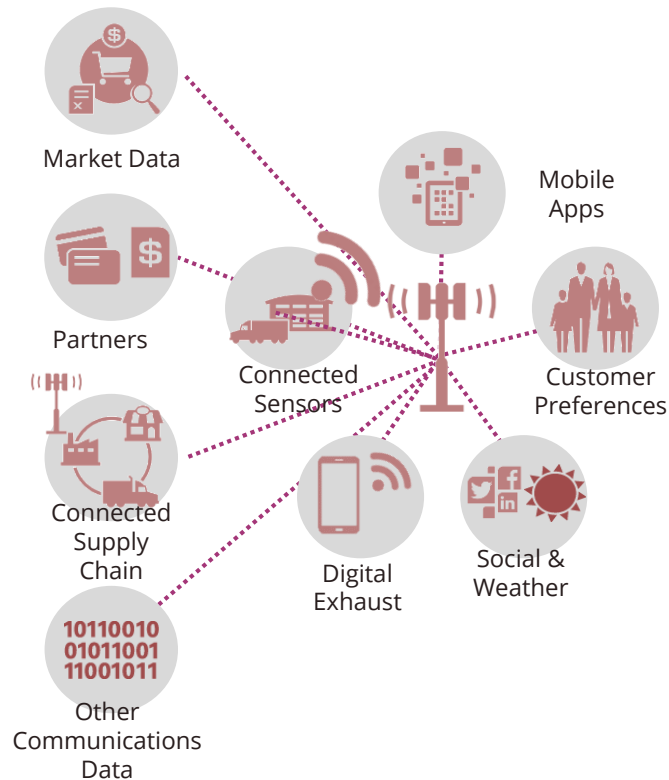 $
Market Data
Mobile
Apps
$
Partners
Connected
Sensors
Customer
Preferences
Connected
Supply
Chain
f
in
Digital
Exhaust
Social &
Weather
10110010
01011001
11001011
Other
Communications
Data